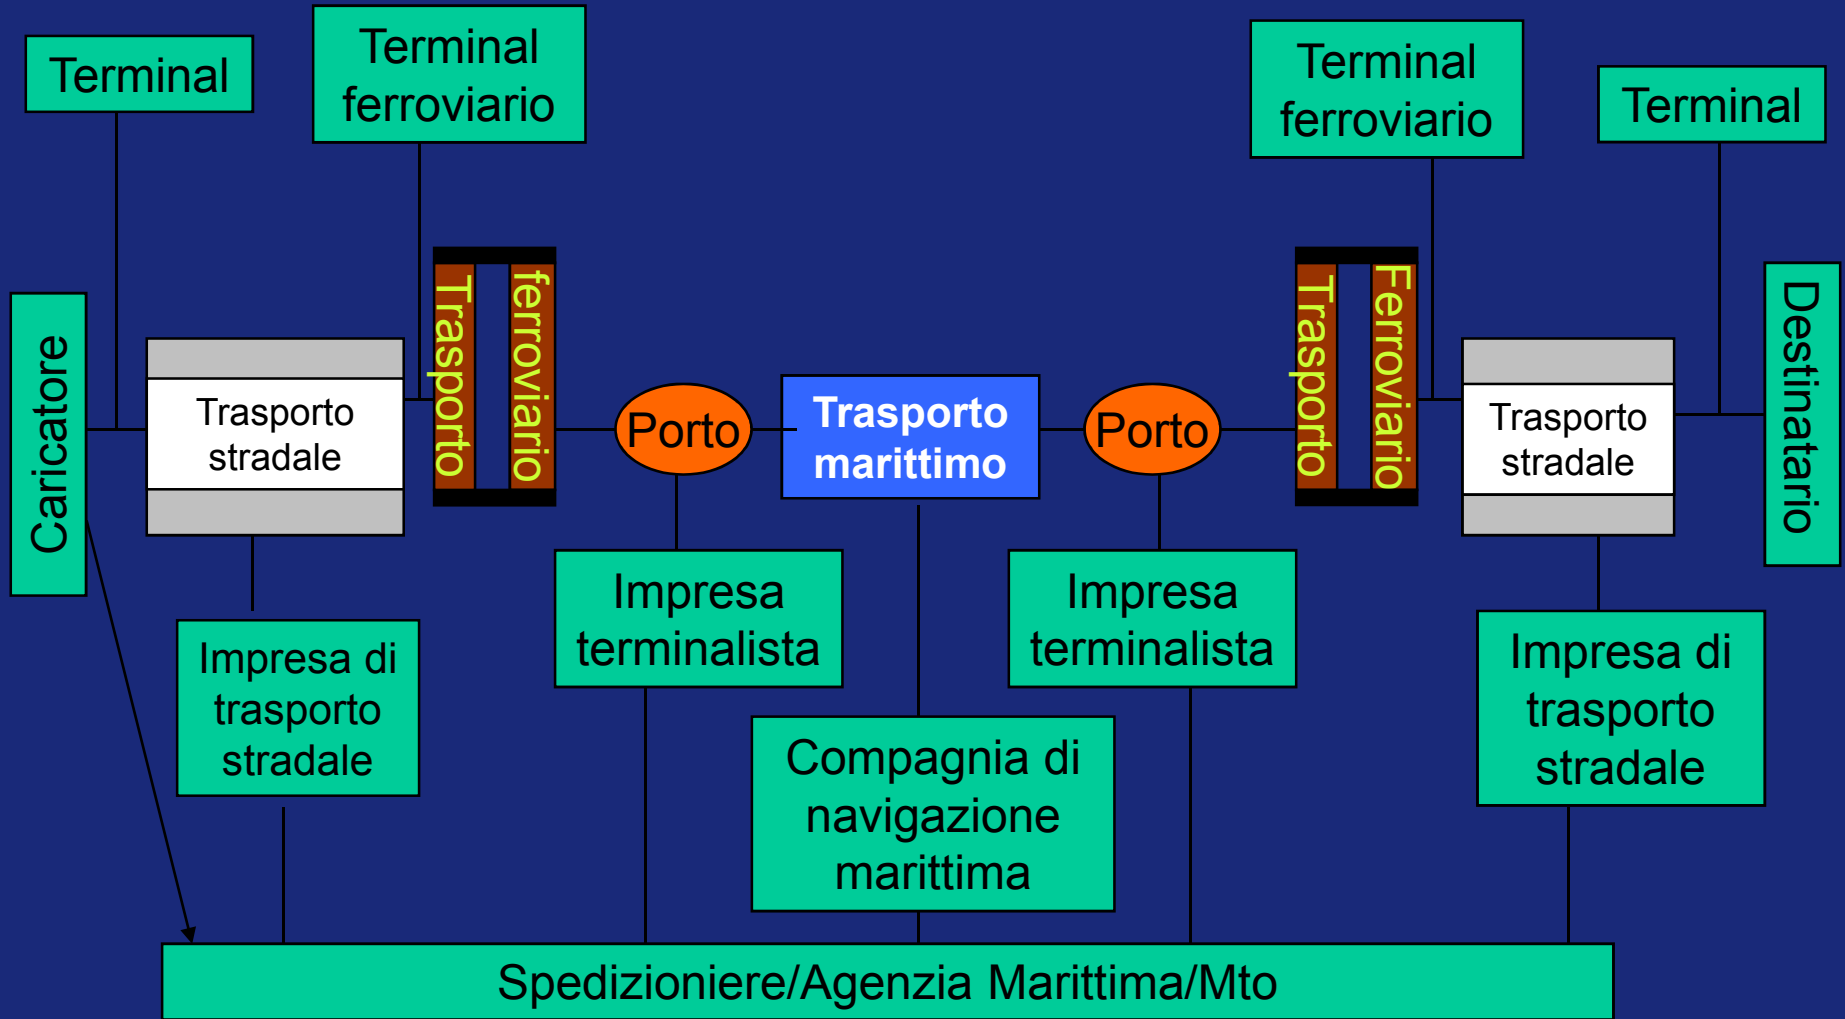 Terminal
Terminal
ferroviario
Terminal
ferroviario
Terminal
Caricatore
Trasporto
stradale
Trasporto
ferroviario
Porto
Trasporto
marittimo
Porto
Trasporto
Ferroviario
Trasporto
stradale
Destinatario
Impresa di
trasporto
stradale
Impresa
terminalista
Compagnia di
navigazione
marittima
Impresa
terminalista
Impresa di
trasporto
stradale
Spedizioniere/Agenzia Marittima/Mto